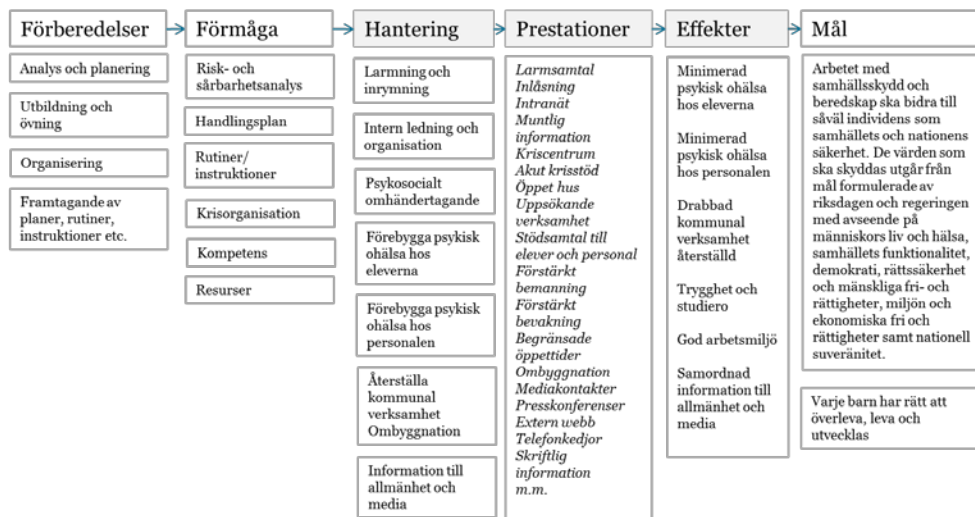 Förberedelser
Analys och planering
Utbildning och
övning
Organisering
Framtagande av
planer, rutiner,
instruktioner etc.
Förmåga
Risk- och
sårbarhetsanalys
Handlingsplan
Rutiner/
instruktioner
Krisorganisation
Kompetens
Resurser
Hantering
Larmning och
inrymning
Intern ledning och
organisation
Psykosocialt
omhändertagande
Förebygga psykisk
ohälsa hos
eleverna
Förebygga psykisk
ohälsa hos
personalen
Återställa
kommunal
verksamhet
Ombyggnation
Information till
allmänhet och
media
Prestationer
Larmsamtal
Inlåsning
Intranät
Muntlig
information
Kriscentrum
Akut krisstöd
Öppet hus
Uppsökande
verksamhet
Stödsamtal till
elever och personal
Förstärkt
bemanning
Förstärkt
bevakning
Begränsade
öppettider
Ombyggnation
Mediakontakter
Presskonferenser
Extern webb
Telefonkedjor
Skriftlig
information
m.m.
Effekter
Minimerad
psykisk ohälsa
hos eleverna
Minimerad
psykisk ohälsa
hos personalen
Drabbad
kommunal
verksamhet
återställd
Trygghet och
studiero
God arbetsmiljö
Samordnad
information till
allmänhet och
media
Mål
Arbetet med
samhällsskydd och
beredskap ska bidra till
såväl individens som
samhällets och nationens
säkerhet. De värden som
ska skyddas utgår från
mål formulerade av
riksdagen och regeringen
med avseende på
människors liv och hälsa,
samhällets funktionalitet,
demokrati, rättssäkerhet
och mänskliga fri- och
rättigheter, miljön och
ekonomiska fri och
rättigheter samt nationell
suveränitet.
Varje barn har rätt att
överleva, leva och
utvecklas